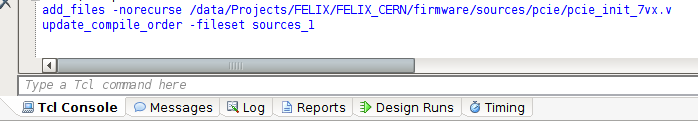 add_files -norecurse /data/Projects/FELIX/FELIX_CERN/firmware/sources/pcie/pcie_init_7vx.v
update_compile_order -fileset sources_1
Type a Tcl command here
Tcl Console Messages Log Reports Design Runs Timing